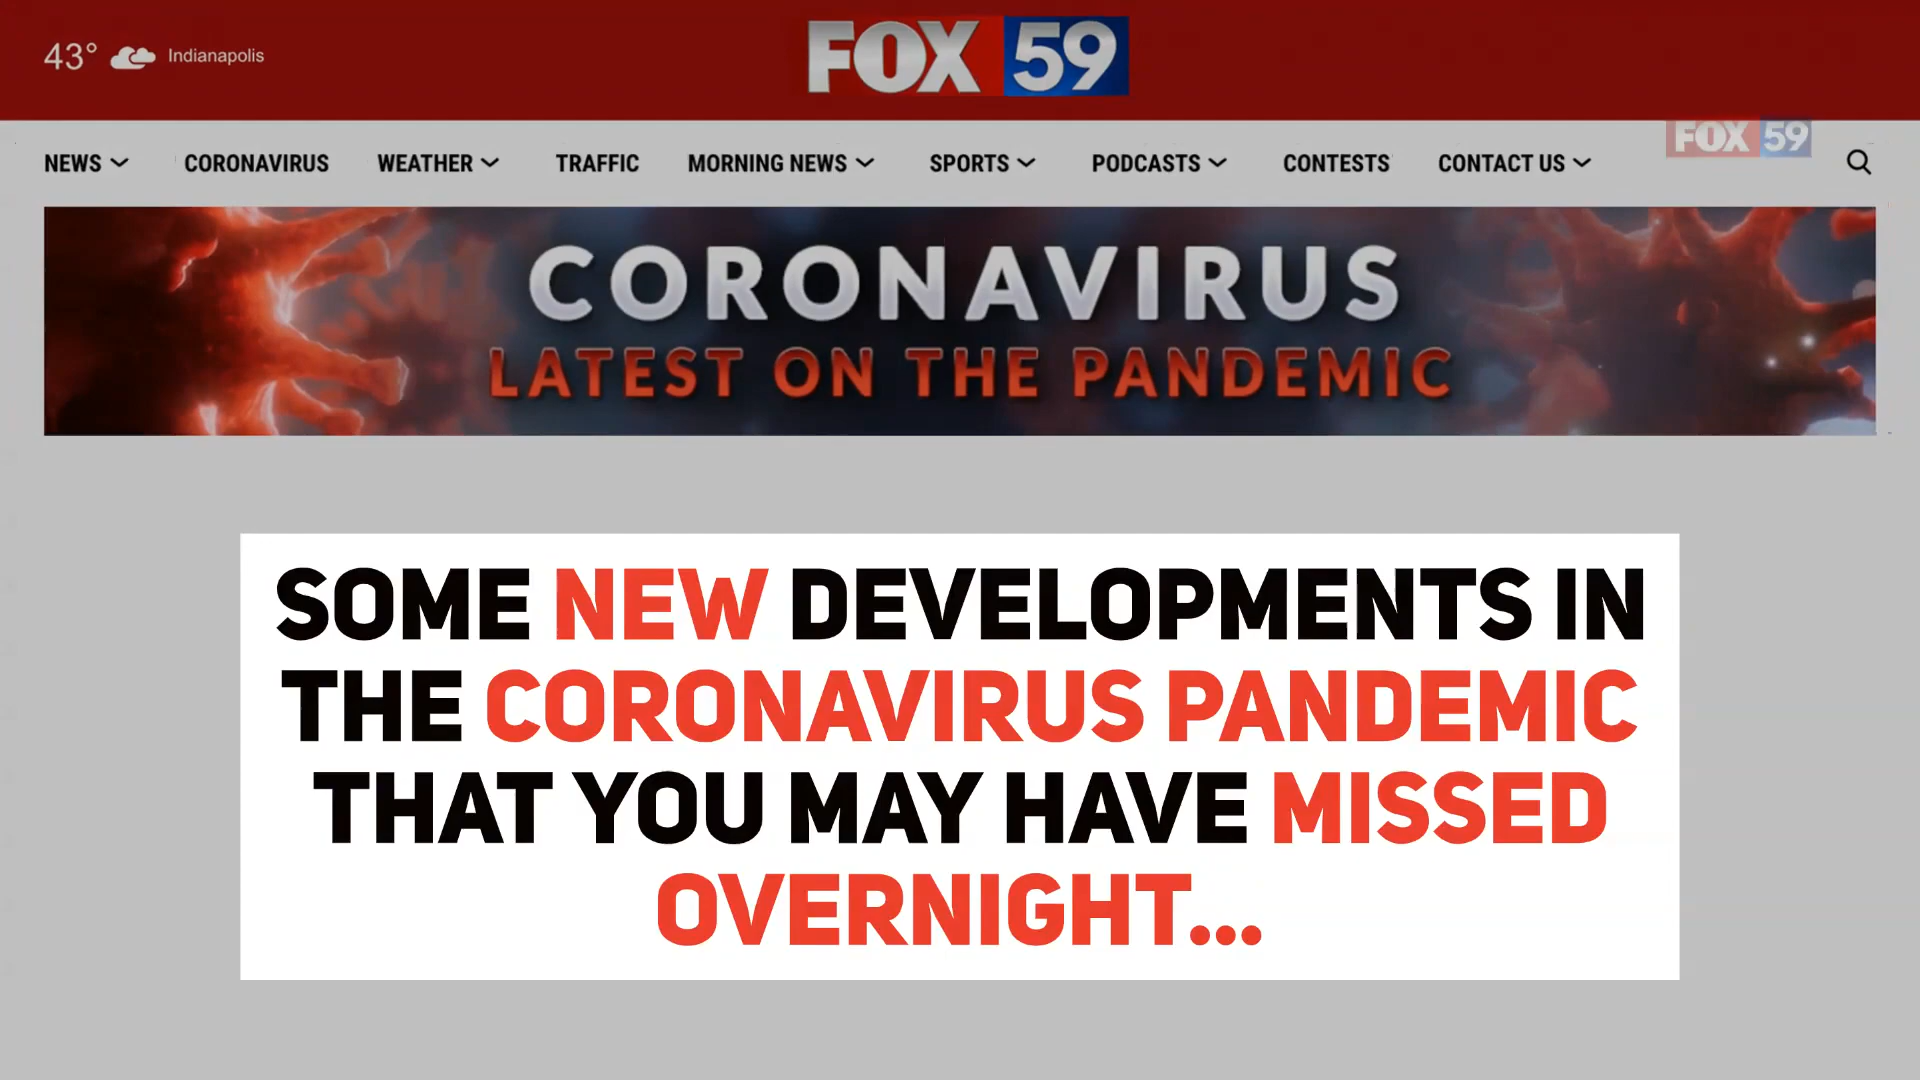 43° Indianapolis
FOX 59
NEWS CORONAVIRUS WEATHER TRAFFIC MORNING NEWS SPORTS PODCASTS CONTESTS CONTACT US
FOX 59
CORONAVIRUS
LATEST ON THE PANDEMIC
SOME NEW DEVELOPMENTS IN
THE CORONAVIRUS PANDEMIC
THAT YOU MAY HAVE MISSED
OVERNIGHT...